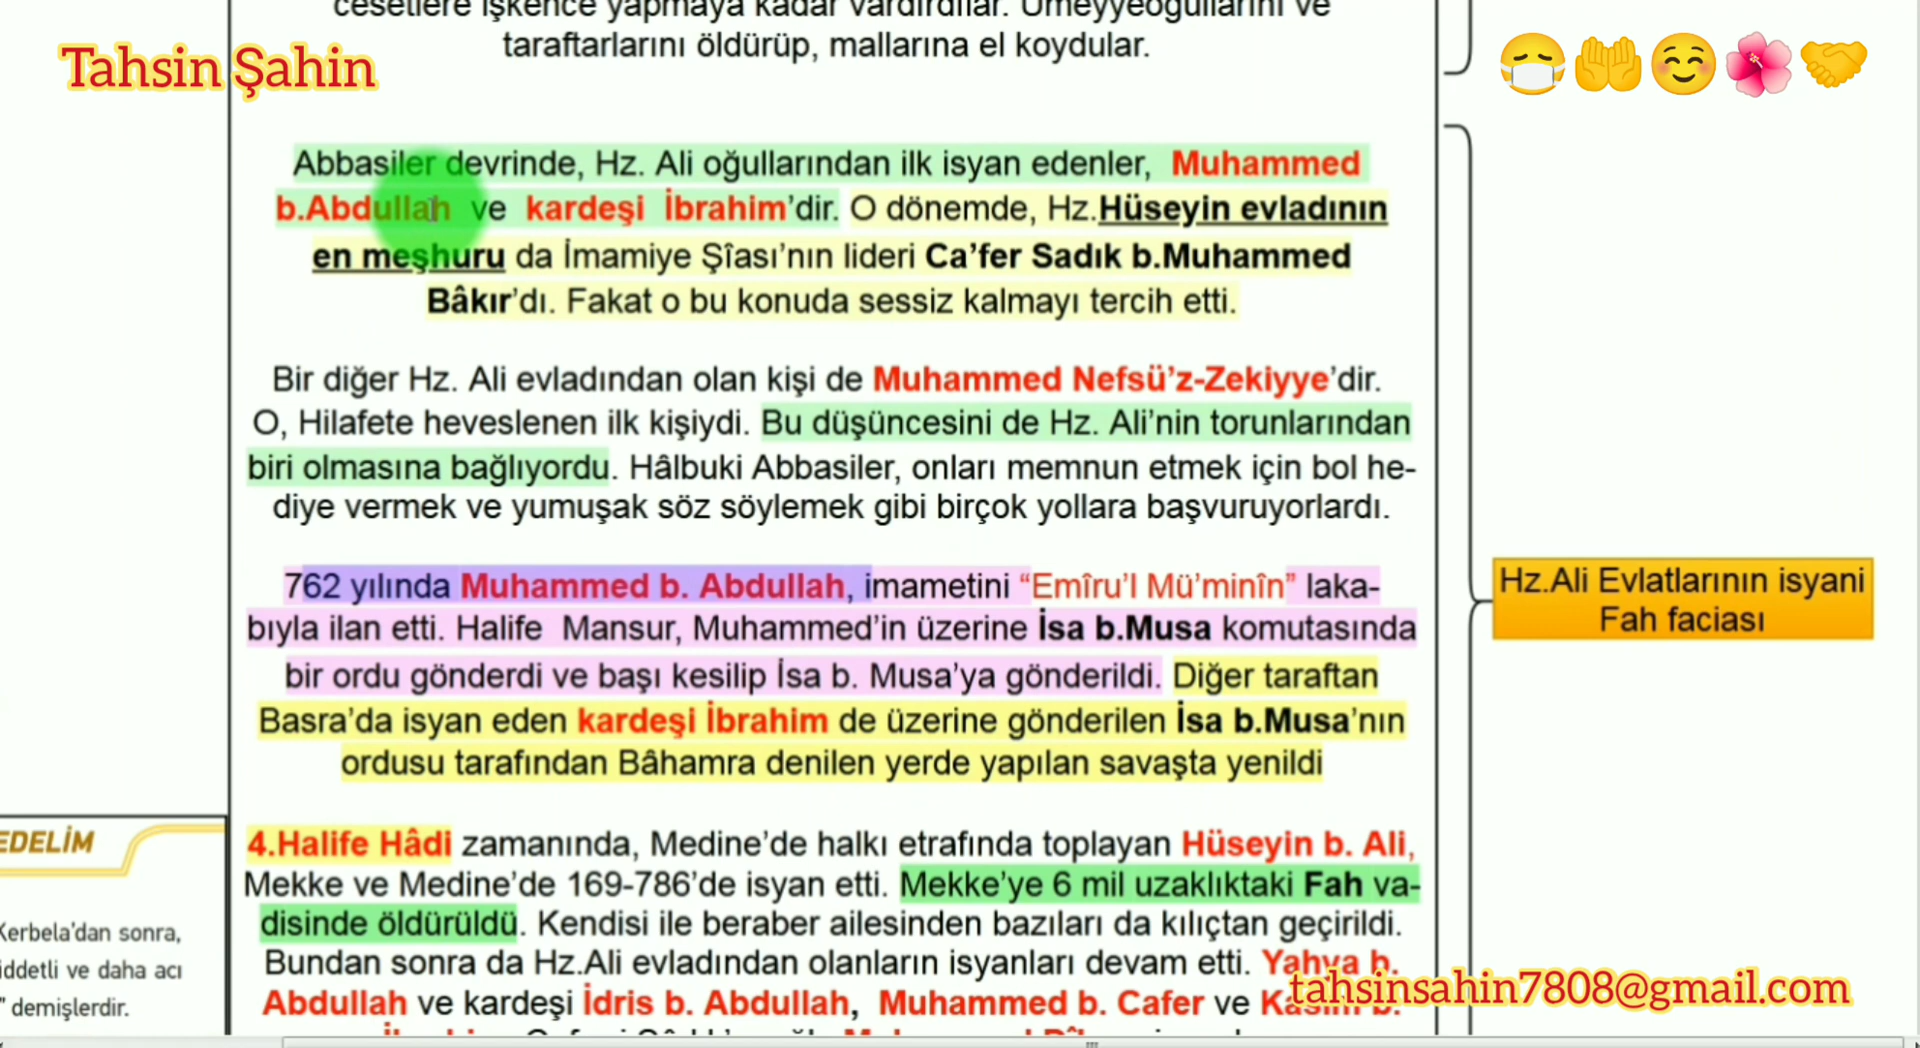 cesetlere işkence yapmaya kadar vardırdılar. Ümeyyeoğullarını ve
taraftarlarını öldürüp, mallarına el koydular.
Tahsin Şahin
Abbasiler devrinde, Hz. Ali oğullarından ilk isyan edenler, Muhammed
b.Abdullah ve kardeşi İbrahim’dir. O dönemde, Hz.Hüseyin evladının
en meşhuru da İmamiye Şîası’nın lideri Ca’fer Sadık b.Muhammed
Bâkır’dı. Fakat o bu konuda sessiz kalmayı tercih etti.
Bir diğer Hz. Ali evladından olan kişi de Muhammed Nefsü’z-Zekiyye’dir.
O, Hilafete heveslenen ilk kişiydi. Bu düşüncesini de Hz. Ali’nin torunlarından
biri olmasına bağlıyordu. Hâlbuki Abbasiler, onları memnun etmek için bol he-
diye vermek ve yumuşak söz söylemek gibi birçok yollara başvuruyorlardı.
762 yılında Muhammed b. Abdullah, imametini “Emîru’l Mü’minîn” laka-
bıyla ilan etti. Halife Mansur, Muhammed’in üzerine İsa b.Musa komutasında
bir ordu gönderdi ve başı kesilip İsa b. Musa’ya gönderildi. Diğer taraftan
Basra’da isyan eden kardeşi İbrahim de üzerine gönderilen İsa b.Musa’nın
ordusu tarafından Bâhamra denilen yerde yapılan savaşta yenildi
Hz.Ali Evlatlarının isyani
Fah faciası
4.Halife Hâdi zamanında, Medine’de halkı etrafında toplayan Hüseyin b. Ali,
Mekke ve Medine’de 169-786’de isyan etti. Mekke’ye 6 mil uzaklıktaki Fah va-
disinde öldürüldü. Kendisi ile beraber ailesinden bazıları da kılıçtan geçirildi.
Bundan sonra da Hz.Ali evladından olanların isyanları devam etti. Yahya b.
Abdullah ve kardeşi İdris b. Abdullah, Muhammed b. Cafer ve Kasım b.
EDELİM
Kerbela’dan sonra,
iddetli ve daha acı
” demişlerdir.
tahsinsahin7808@gmail.com